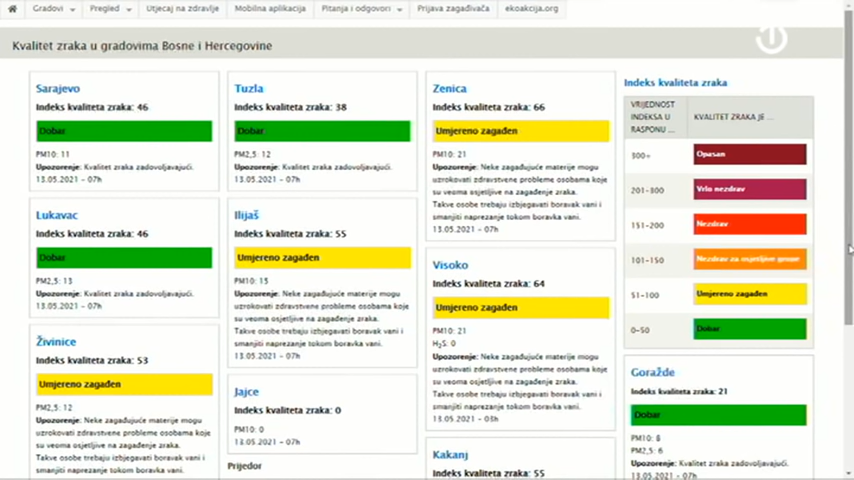 Gradovi Pregled Utjecaj na zdravlje Mobilna aplikacija Pitanja i odgovori Prijava zagađivača ekoakcija.org
Kvalitet zraka u gradovima Bosne i Hercegovine
Sarajevo
Indeks kvaliteta zraka: 46
Dobar
PM10: 11
Upozorenje: Kvalitet zraka zadovoljavajući.
13.05.2021 - 07h
Lukavac
Indeks kvaliteta zraka: 46
Dobar
PM2,5: 13
Upozorenje: Kvalitet zraka zadovoljavajući.
13.05.2021 - 07h
Živinice
Indeks kvaliteta zraka: 53
Umjereno zagađen
PM2,5: 12
Upozorenje: Neke zagađujuće materije mogu
uzrokovati zdravstvene probleme osobama koje
su veoma osjetljive na zagađenje zraka.
Takve osobe trebaju izbjegavati boravak vani i
smanjiti naprezanje tokom boravka vani.
Tuzla
Indeks kvaliteta zraka: 38
Dobar
PM2,5: 12
Upozorenje: Kvalitet zraka zadovoljavajući.
13.05.2021 - 07h
Ilijaš
Indeks kvaliteta zraka: 55
Umjereno zagađen
PM10: 15
Upozorenje: Neke zagađujuće materije mogu
uzrokovati zdravstvene probleme osobama koje
su veoma osjetljive na zagađenje zraka.
Takve osobe trebaju izbjegavati boravak vani i
smanjiti naprezanje tokom boravka vani.
13.05.2021 - 07h
Jajce
Indeks kvaliteta zraka: 0
PM10: 0
13.05.2021 - 07h
Prijedor
Zenica
Indeks kvaliteta zraka: 66
Umjereno zagađen
PM10: 21
Upozorenje: Neke zagađujuće materije mogu
uzrokovati zdravstvene probleme osobama koje
su veoma osjetljive na zagađenje zraka.
Takve osobe trebaju izbjegavati boravak vani i
smanjiti naprezanje tokom boravka vani.
13.05.2021 - 07h
Visoko
Indeks kvaliteta zraka: 64
Umjereno zagađen
PM10: 21
H₂S: 0
Upozorenje: Neke zagađujuće materije mogu
uzrokovati zdravstvene probleme osobama koje
su veoma osjetljive na zagađenje zraka.
Takve osobe trebaju izbjegavati boravak vani i
smanjiti naprezanje tokom boravka vani.
13.05.2021 - 08h
Kakanj
Indeks kvaliteta zraka: 55
Indeks kvaliteta zraka
VRIJEDNOST
INDEKSA U
RASPONU ...
KVALITET ZRAKA JE ...
300+ Opasan
201-300 Vrlo nezdrav
151-200 Nezdrav
101-150 Nezdrav za osjetljive grupe
51-100 Umjereno zagađen
0-50 Dobar
Goražde
Indeks kvaliteta zraka: 21
Dobar
PM10: 8
PM2,5: 6
Upozorenje: Kvalitet zraka zadovoljavajući.
13.05.2021 - 07h